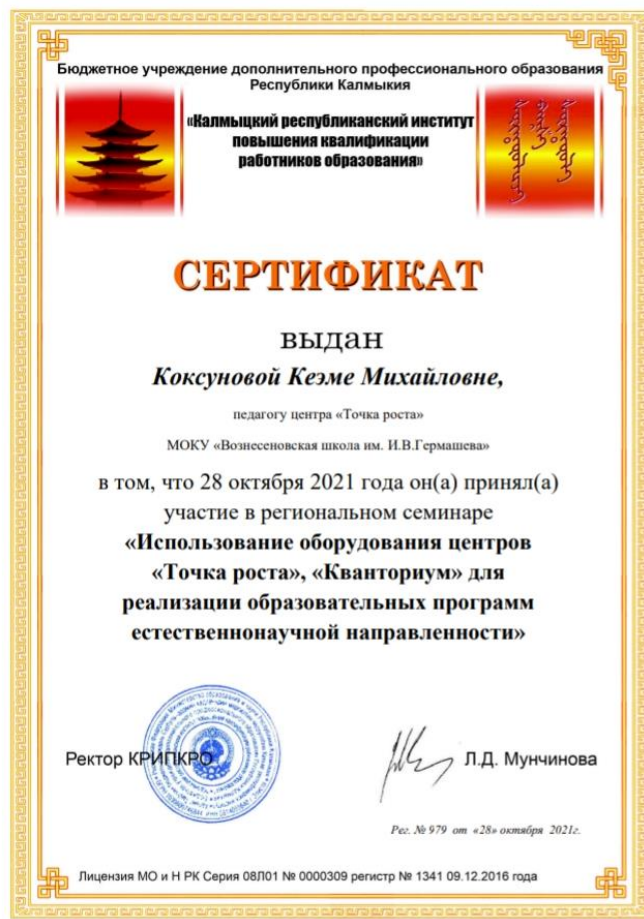 Бюджетное учреждение дополнительного профессионального образования
Республики Калмыкия
«Калмыцкий республиканский институт
повышения квалификации
работников образования»
СЕРТИФИКАТ
выдан
Коксуновой Кеэме Михайловне,
педагогу центра «Точка роста»
МОКУ «Вознесеновская школа им. И.В.Гермашева»
в том, что 28 октября 2021 года он(а) принял(а)
участие в региональном семинаре
«Использование оборудования центров
«Точка роста», «Кванториум» для
реализации образовательных программ
естественнонаучной направленности»
Ректор КРИПКРО
Л.Д. Мунчинова
Рег. № 979 от «28» октября 2021г.
Лицензия МО и Н РК Серия 08Л01 № 0000309 регистр № 1341 09.12.2016 года